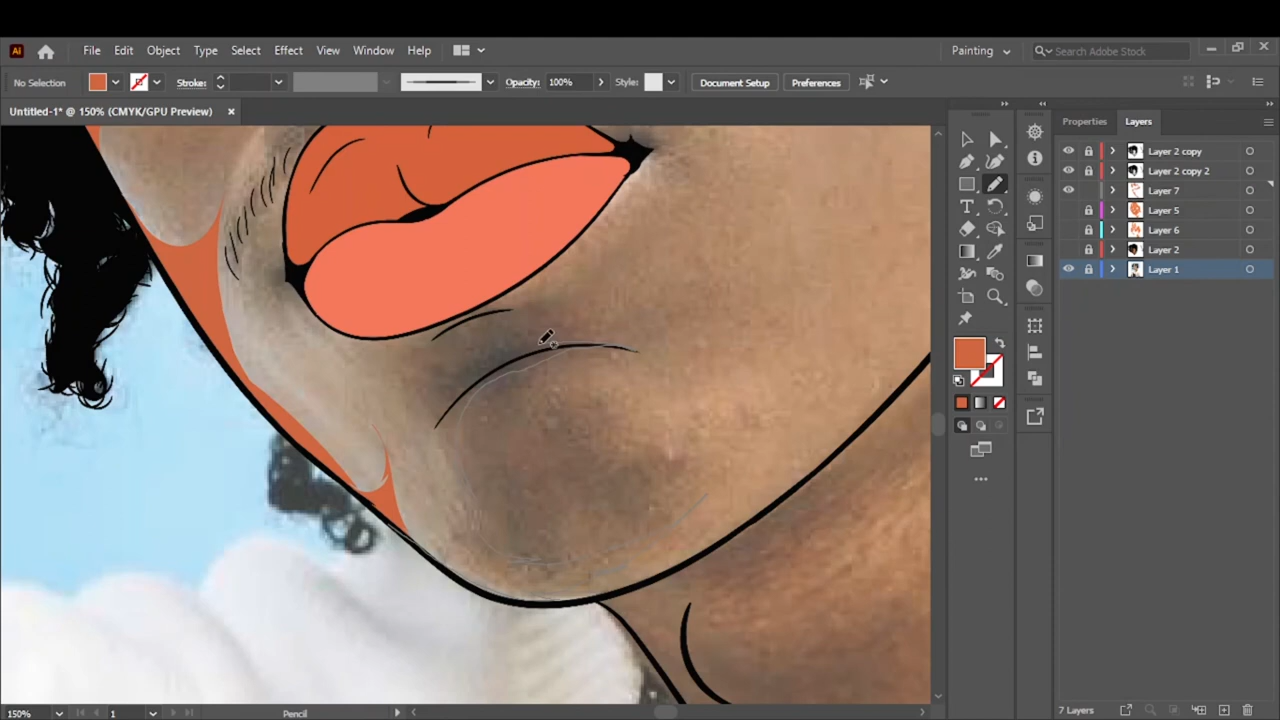 Ai File Edit Object Type Select Effect View Window Help Painting Search Adobe Stock
No Selection Stroke: Opacity: 100% Style: Document Setup Preferences
Untitled-1* @ 150% (CMYK/GPU Preview) Properties Layers
Layer 2 copy
Layer 2 copy 2
Layer 7
Layer 5
Layer 6
Layer 2
Layer 1
150% 1 Pencil 7 Layers